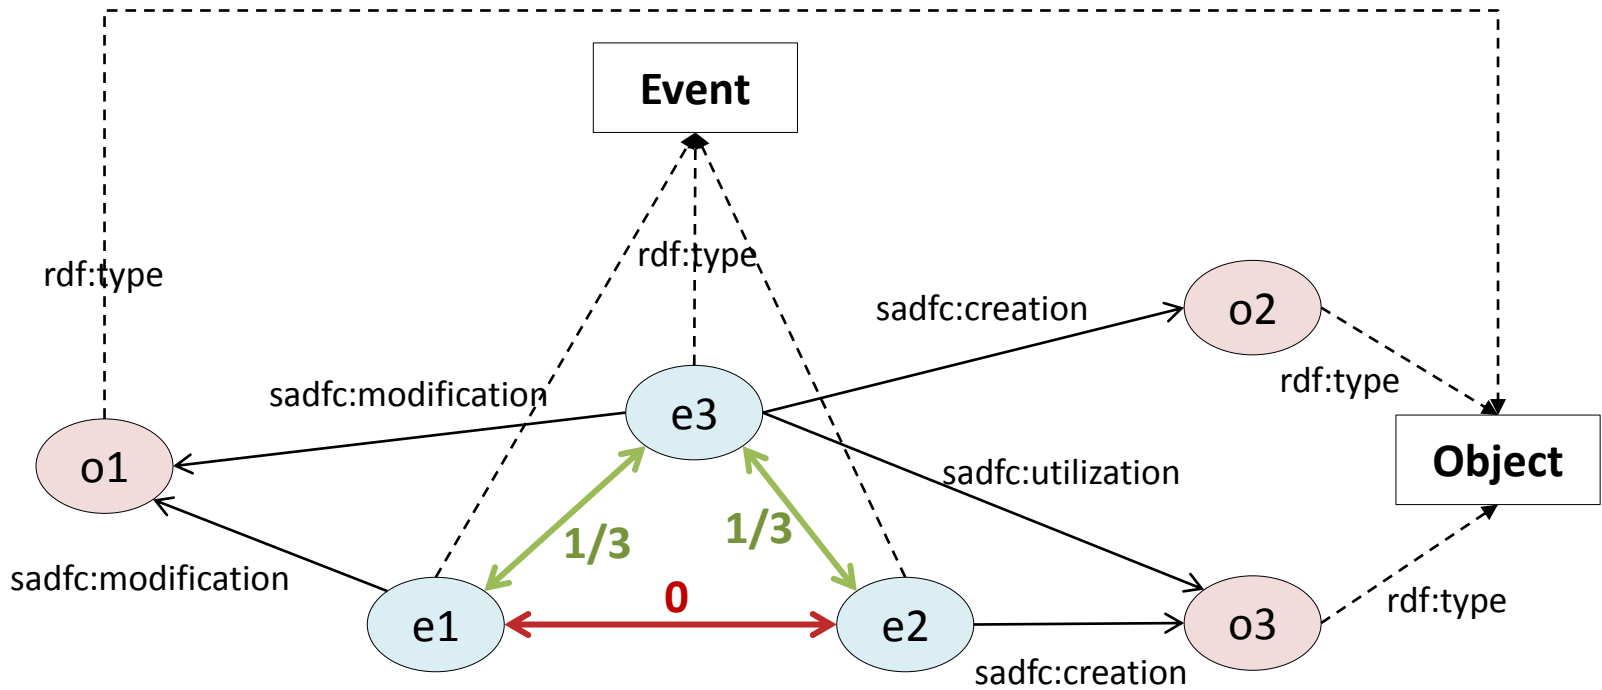 Event
rdf:type
rdf:type
sadfc:creation
o2
rdf:type
sadfc:modification
e3
o1
sadfc:utilization
Object
1/3
1/3
sadfc:modification
0
rdf:type
e1
e2
o3
sadfc:creation